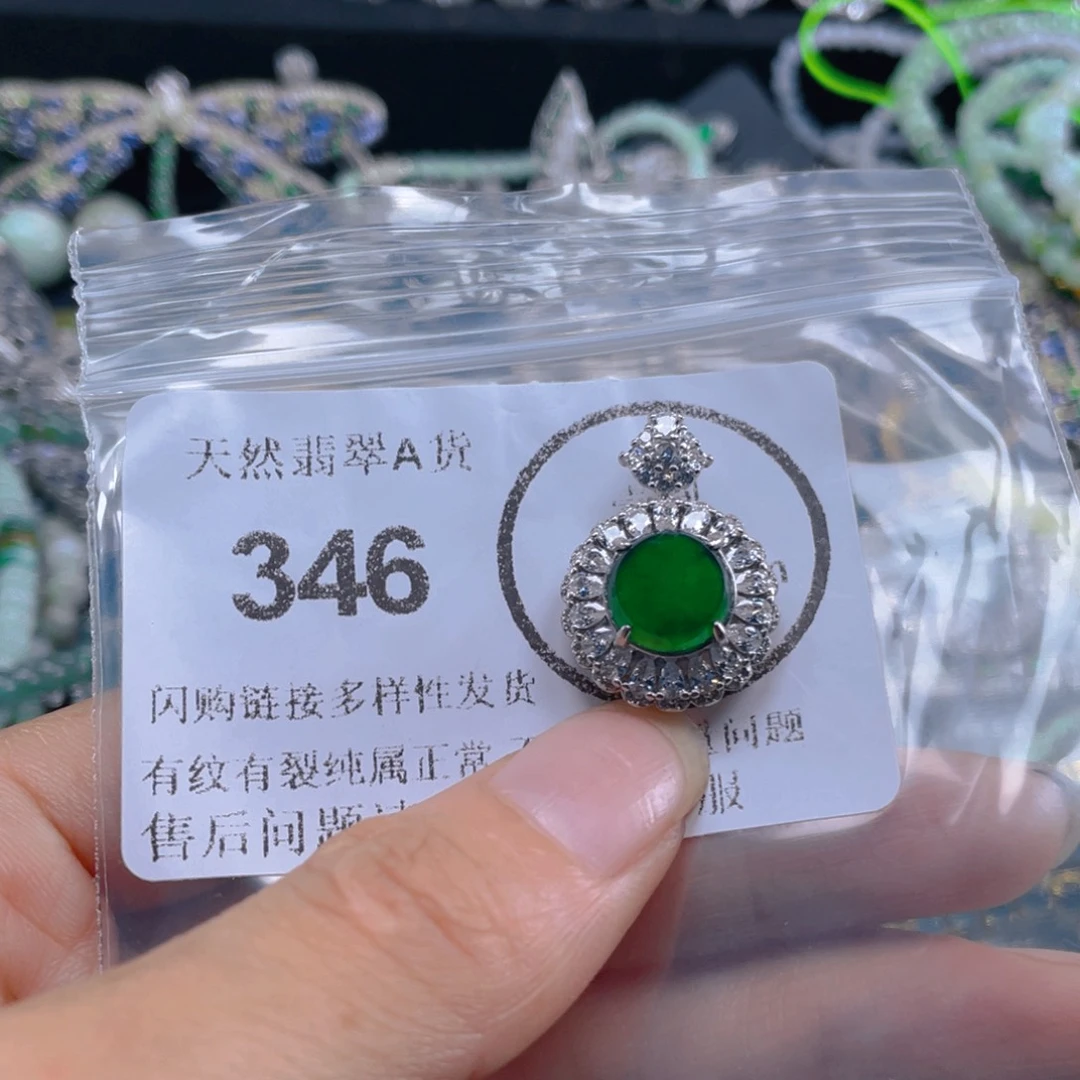 天然翡翠A货
346
闪购链接多样性发货
有纹有裂纯属正常
问题
售后问题
服